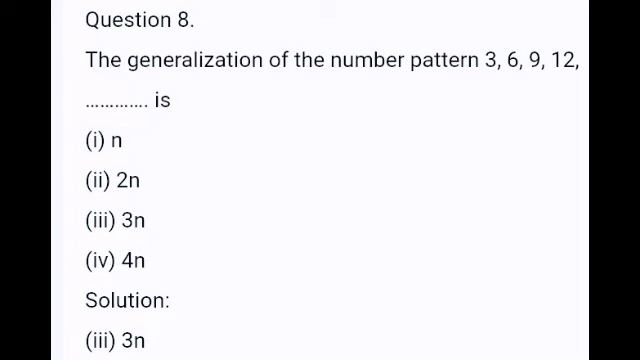 Question 8.
The generalization of the number pattern 3, 6, 9, 12,
…………. is
(i) n
(ii) 2n
(iii) 3n
(iv) 4n
Solution:
(iii) 3n